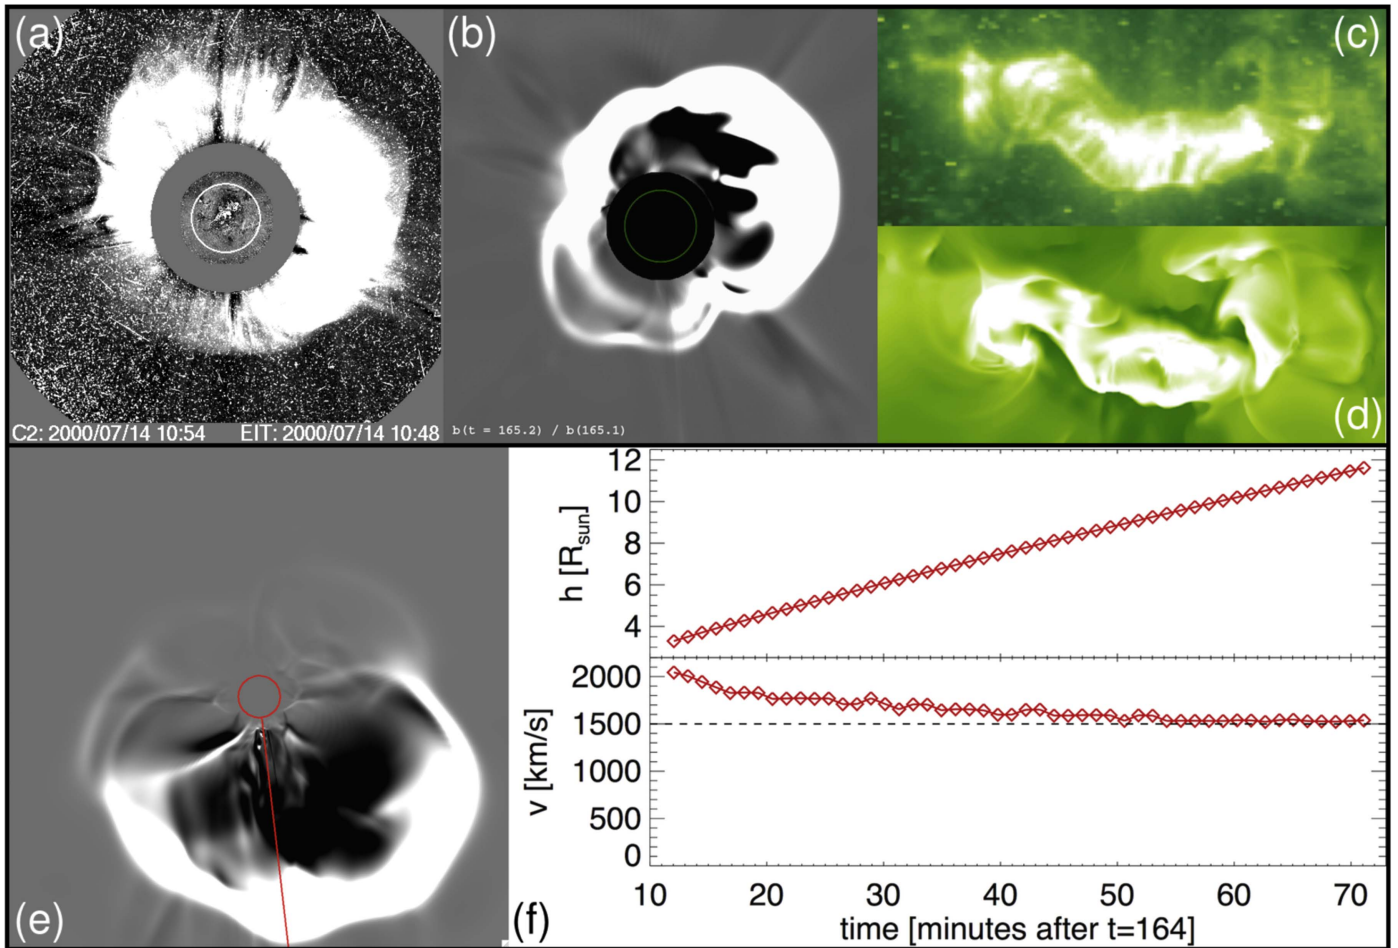 (a)
C2: 2000/07/14 10:54 EIT: 2000/07/14 10:48
(b)
b(t = 165.2) / b(165.1)
(c)
(d)
(e)
(f)
h [R_sun]
12
10
8
6
4
v [km/s]
2000
1500
1000
500
0
10 20 30 40 50 60 70
time [minutes after t=164]